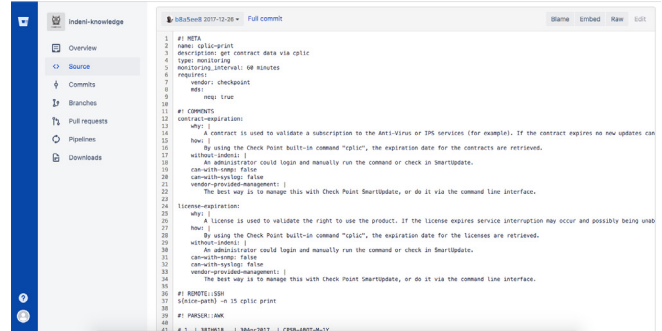 indeni-knowledge
Overview
Source
Commits
Branches
Pull requests
Pipelines
Downloads
b8a5ee8 2017-12-26
Full commit
Blame Embed Raw Edit
1 #! META
2 name: cplic-print
3 description: get contract data via cplic
4 type: monitoring
5 monitoring_interval: 60 minutes
6 requires:
7 vendor: checkpoint
8 mds:
9 neq: true
10
11 #! COMMENTS
12 contract-expiration:
13 why: |
14 A contract is used to validate a subscription to the Anti-Virus or IPS services (for example). If the contract expires no new updates can
15 how: |
16 By using the Check Point built-in command "cplic", the expiration date for the contracts are retrieved.
17 without-indeni: |
18 An administrator could login and manually run the command or check in SmartUpdate.
19 can-with-snmp: false
20 can-with-syslog: false
21 vendor-provided-management: |
22 The best way is to manage this with Check Point SmartUpdate, or do it via the command line interface.
23
24 license-expiration:
25 why: |
26 A license is used to validate the right to use the product. If the license expires service interruption may occur and possibly being unab
27 how: |
28 By using the Check Point built-in command "cplic", the expiration date for the licenses are retrieved.
29 without-indeni: |
30 An administrator could login and manually run the command or check in SmartUpdate.
31 can-with-snmp: false
32 can-with-syslog: false
33 vendor-provided-management: |
34 The best way is to manage this with Check Point SmartUpdate, or do it via the command line interface.
35
36 #! REMOTE::SSH
37 ${nice-path} -n 15 cplic print
38
39 #! PARSER::AWK
40